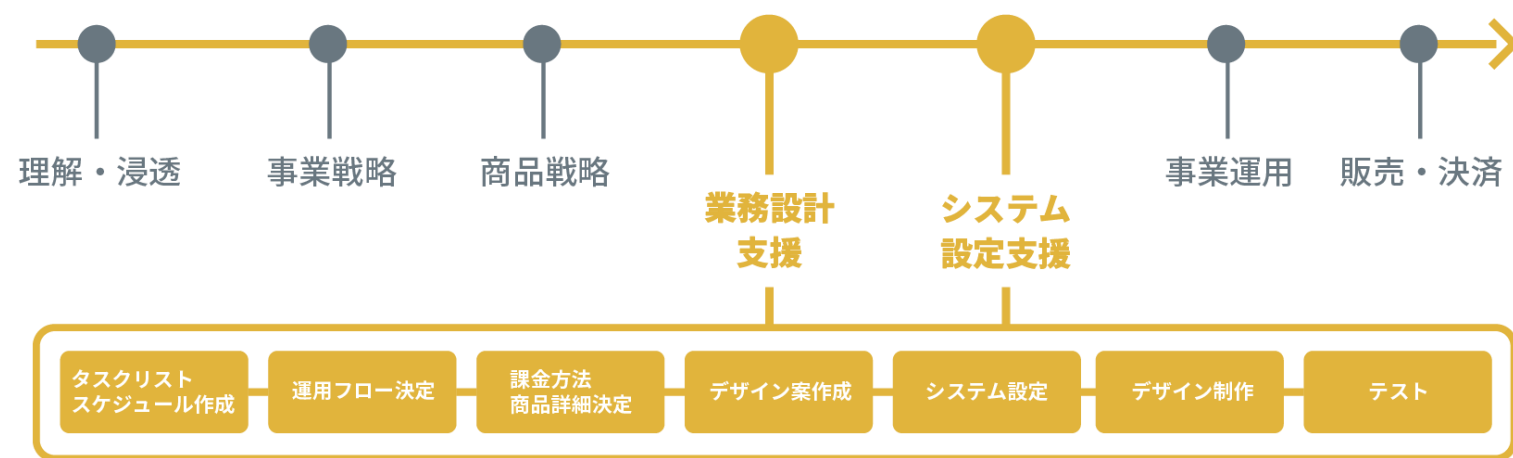 理解・浸透
事業戦略
商品戦略
業務設計
支援
システム
設定支援
事業運用
販売・決済
タスクリスト
スケジュール作成
運用フロー決定
課金方法
商品詳細決定
デザイン案作成
システム設定
デザイン制作
テスト